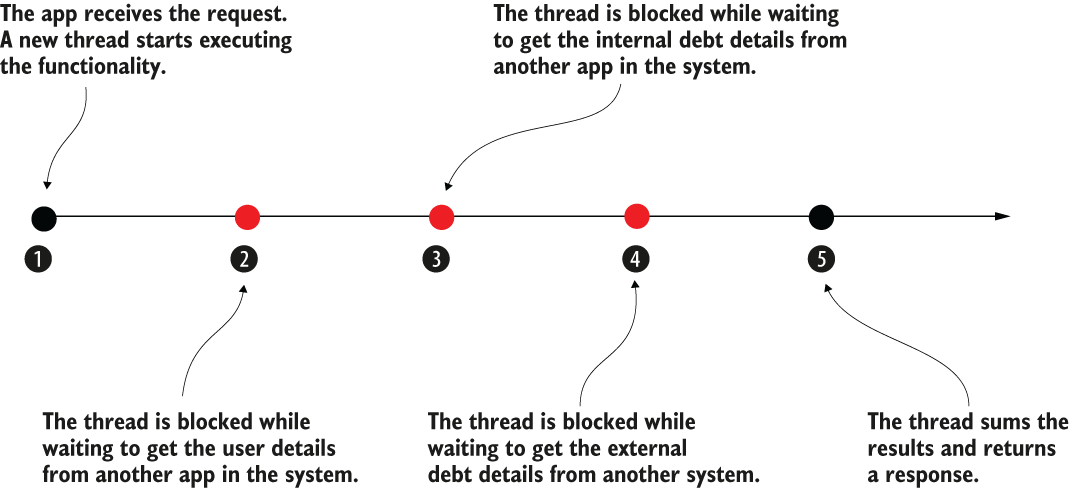 The app receives the request.
A new thread starts executing
the functionality.
The thread is blocked while waiting
to get the internal debt details from
another app in the system.
1
2
3
4
5
The thread is blocked while
waiting to get the user details
from another app in the system.
The thread is blocked while
waiting to get the external
debt details from another system.
The thread sums the
results and returns
a response.